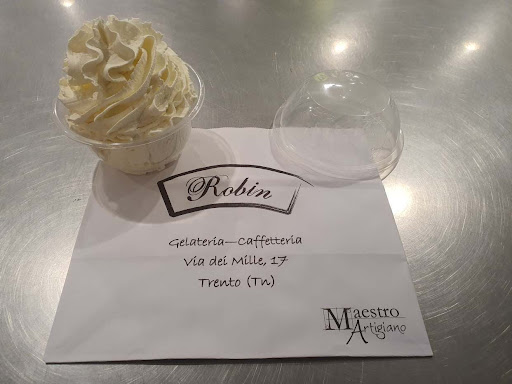 Robin
Gelateria—Caffetteria
Via dei Mille, 17
Trento (Tn)
Maestro
Artigiano